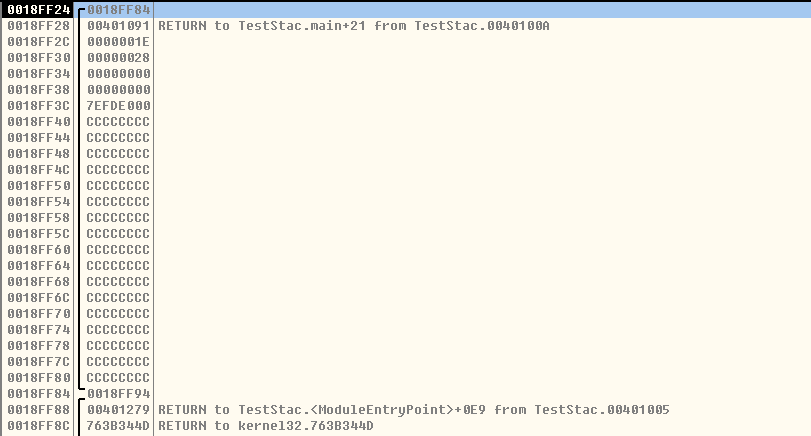 0018FF24 0018FF84
0018FF28 00401091 RETURN to TestStac.main+21 from TestStac.0040100A
0018FF2C 0000001E
0018FF30 00000028
0018FF34 00000000
0018FF38 00000000
0018FF3C 7EFDE000
0018FF40 CCCCCCCC
0018FF44 CCCCCCCC
0018FF48 CCCCCCCC
0018FF4C CCCCCCCC
0018FF50 CCCCCCCC
0018FF54 CCCCCCCC
0018FF58 CCCCCCCC
0018FF5C CCCCCCCC
0018FF60 CCCCCCCC
0018FF64 CCCCCCCC
0018FF68 CCCCCCCC
0018FF6C CCCCCCCC
0018FF70 CCCCCCCC
0018FF74 CCCCCCCC
0018FF78 CCCCCCCC
0018FF7C CCCCCCCC
0018FF80 CCCCCCCC
0018FF84 0018FF94
0018FF88 00401279 RETURN to TestStac.<ModuleEntryPoint>+0E9 from TestStac.00401005
0018FF8C 763B344D RETURN to kernel32.763B344D